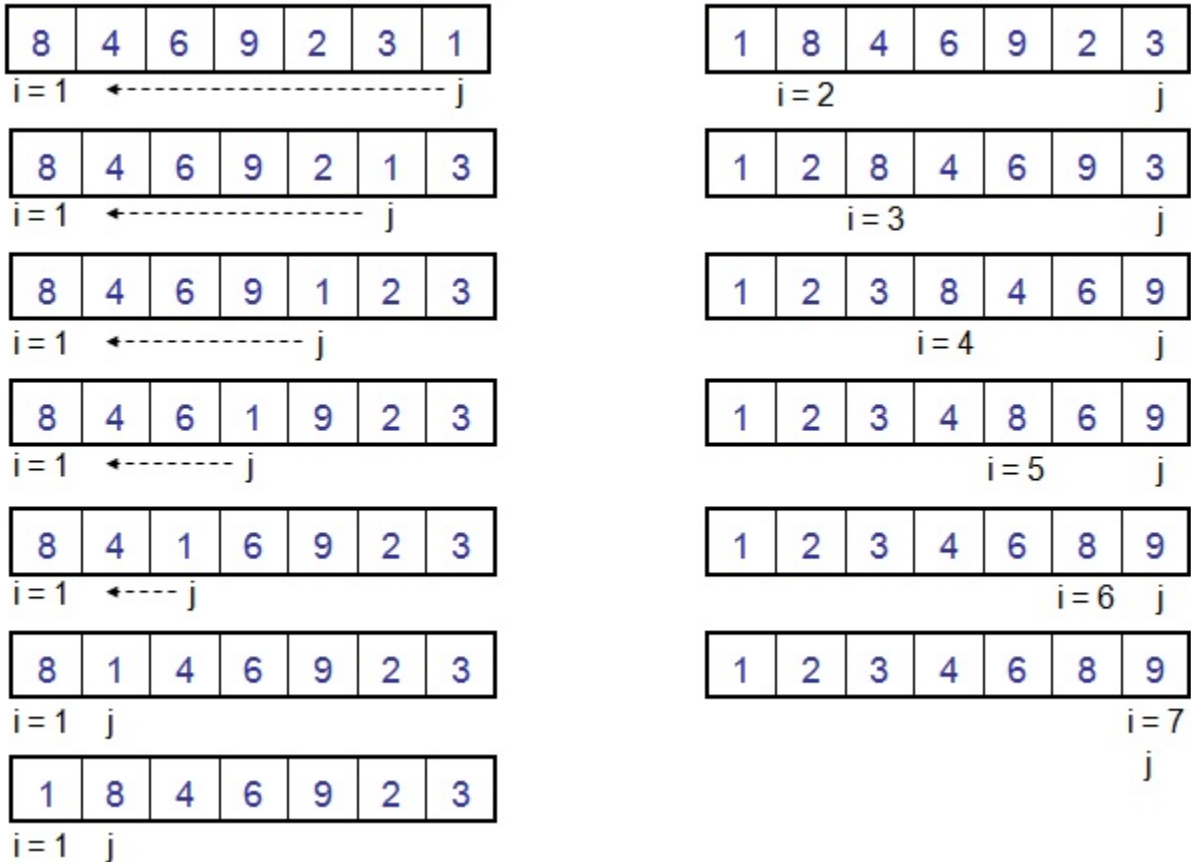 8 4 6 9 2 3 1
i = 1 j
8 4 6 9 2 1 3
i = 1 j
8 4 6 9 1 2 3
i = 1 j
8 4 6 1 9 2 3
i = 1 j
8 4 1 6 9 2 3
i = 1 j
8 1 4 6 9 2 3
i = 1 j
1 8 4 6 9 2 3
i = 1 j
1 8 4 6 9 2 3
i = 2 j
1 2 8 4 6 9 3
i = 3 j
1 2 3 8 4 6 9
i = 4 j
1 2 3 4 8 6 9
i = 5 j
1 2 3 4 6 8 9
i = 6 j
1 2 3 4 6 8 9
i = 7
j